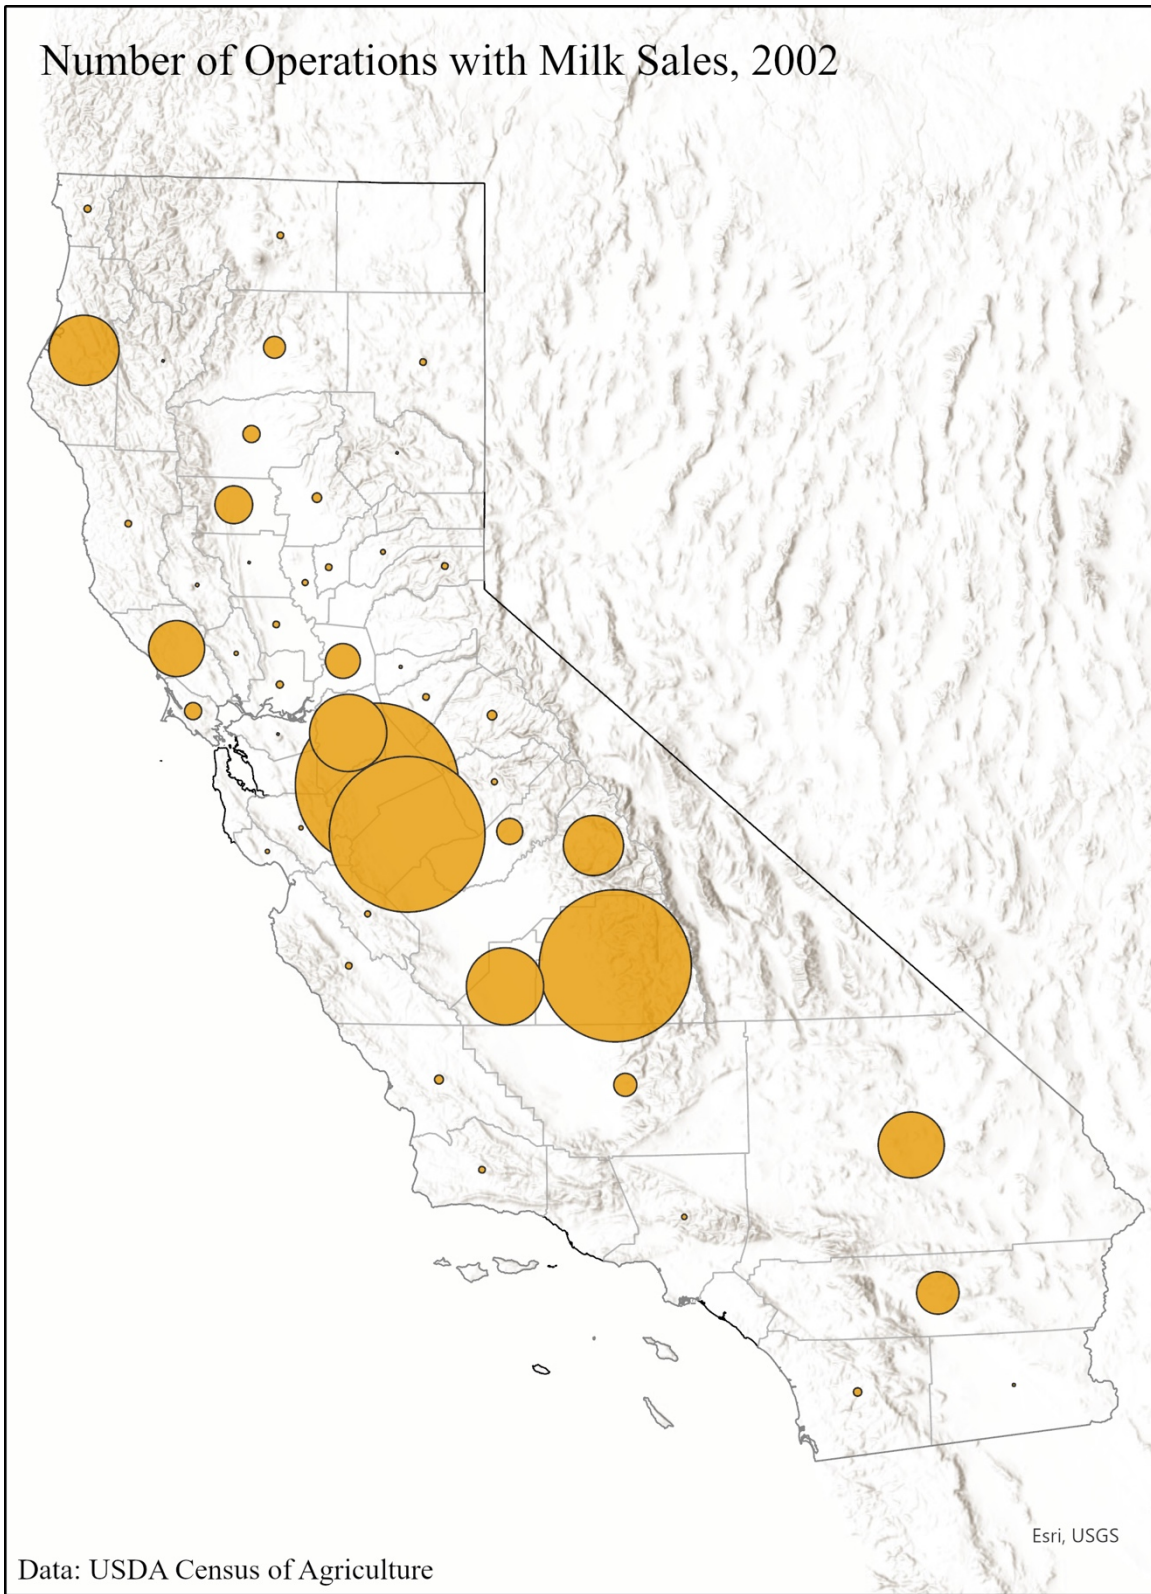 Number of Operations with Milk Sales, 2002
Esri, USGS
Data: USDA Census of Agriculture